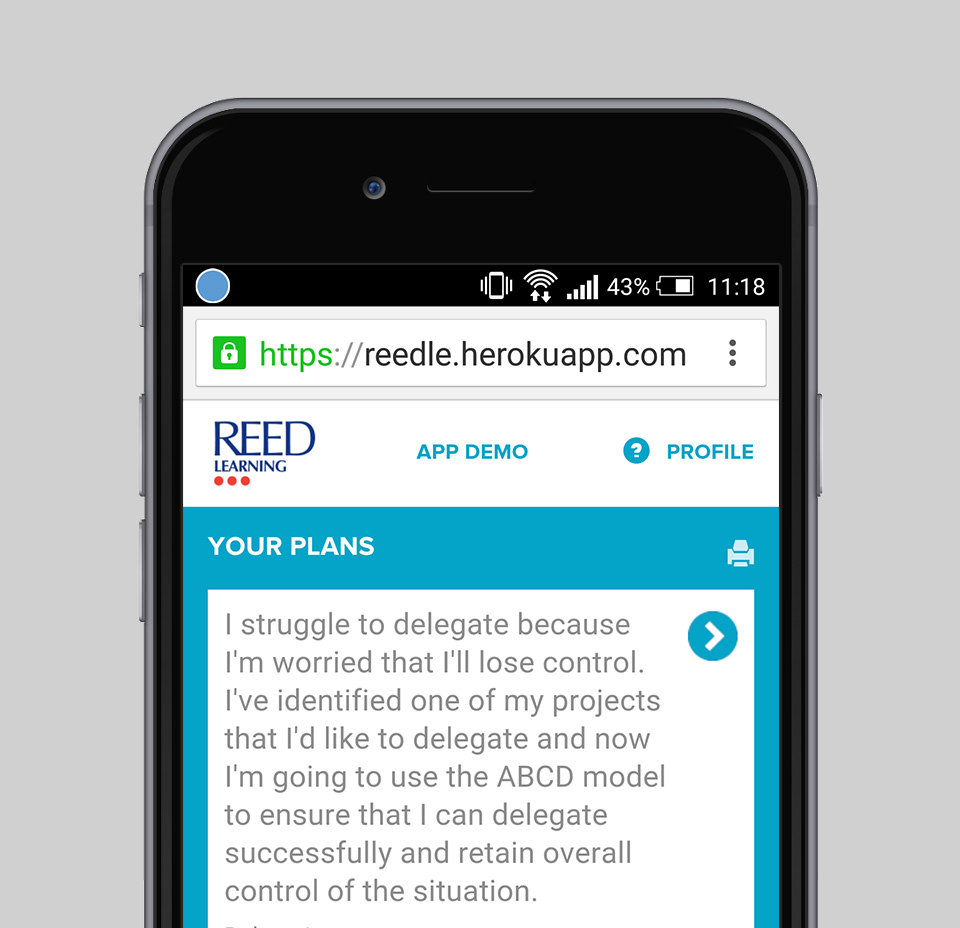 43% 11:18
https://reedle.herokuapp.com
REED
LEARNING
APP DEMO
? PROFILE
YOUR PLANS
I struggle to delegate because
I'm worried that I'll lose control.
I've identified one of my projects
that I'd like to delegate and now
I'm going to use the ABCD model
to ensure that I can delegate
successfully and retain overall
control of the situation.